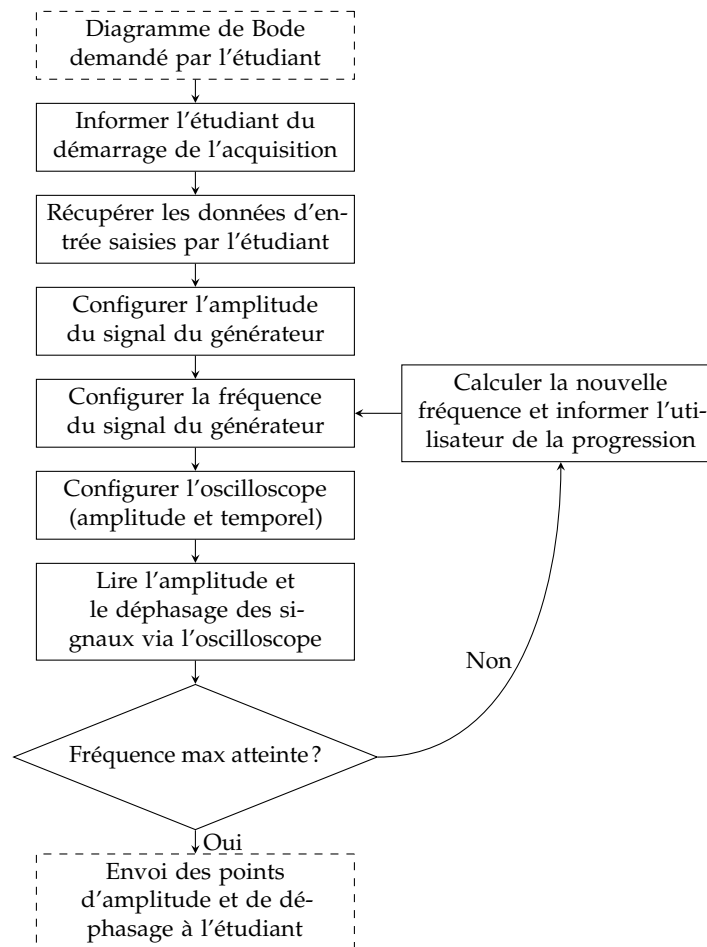 Diagramme de Bode
demandé par l'étudiant
Informer l'étudiant du
démarrage de l'acquisition
Récupérer les données d'en-
trée saisies par l'étudiant
Configurer l'amplitude
du signal du générateur
Configurer la fréquence
du signal du générateur
Calculer la nouvelle
fréquence et informer l'uti-
lisateur de la progression
Configurer l'oscilloscope
(amplitude et temporel)
Lire l'amplitude et
le déphasage des si-
gnaux via l'oscilloscope
Non
Fréquence max atteinte ?
Oui
Envoi des points
d'amplitude et de dé-
phasage à l'étudiant